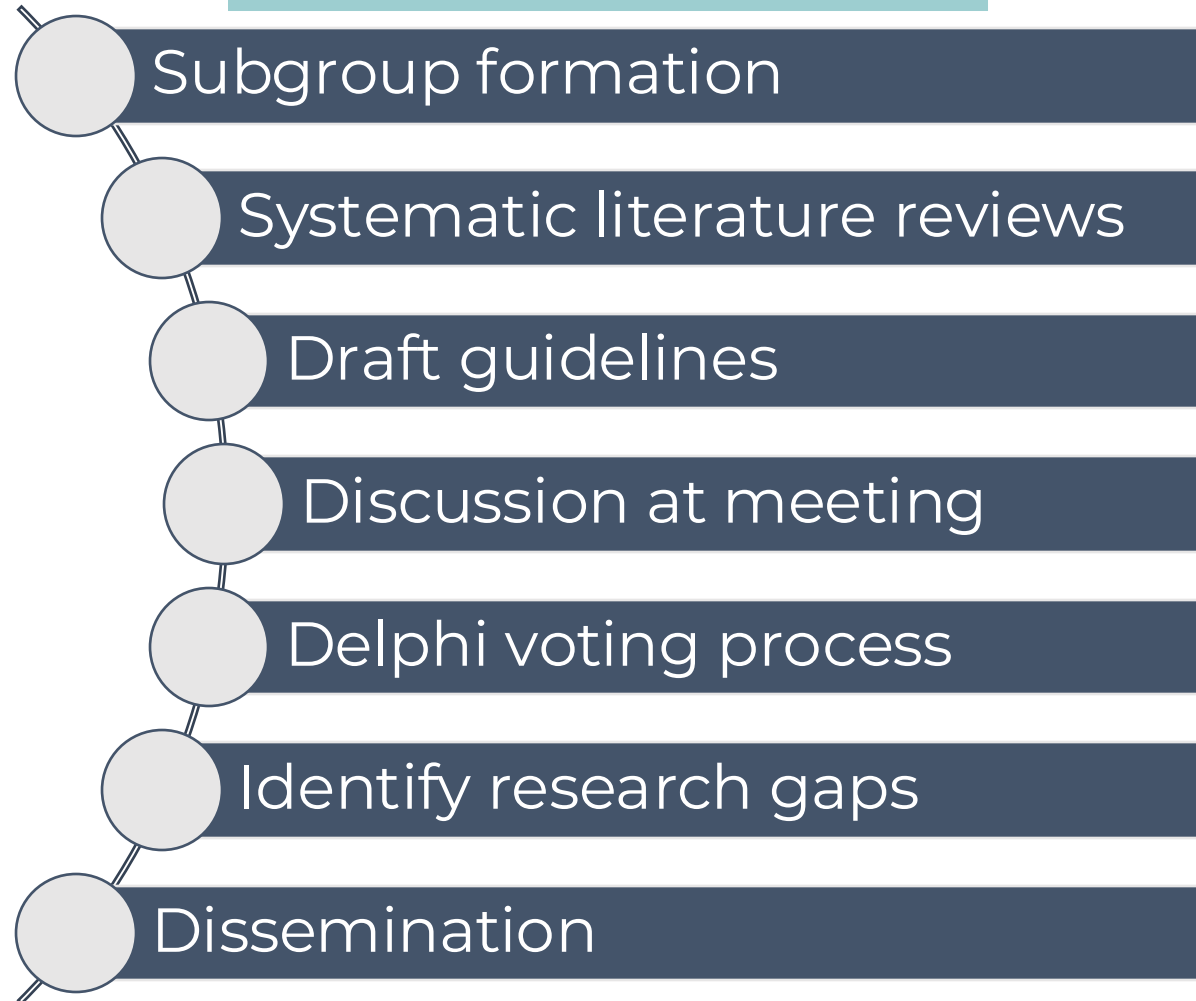 Subgroup formation
Systematic literature reviews
Draft guidelines
Discussion at meeting
Delphi voting process
Identify research gaps
Dissemination